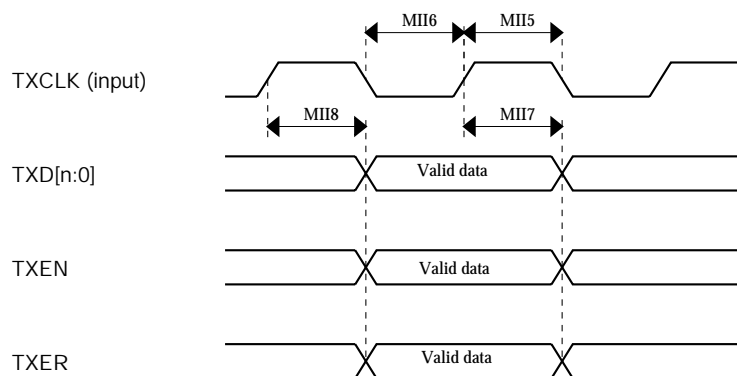 MII6 MII5
TXCLK (input)
MII8 MII7
TXD[n:0] Valid data
TXEN Valid data
TXER Valid data